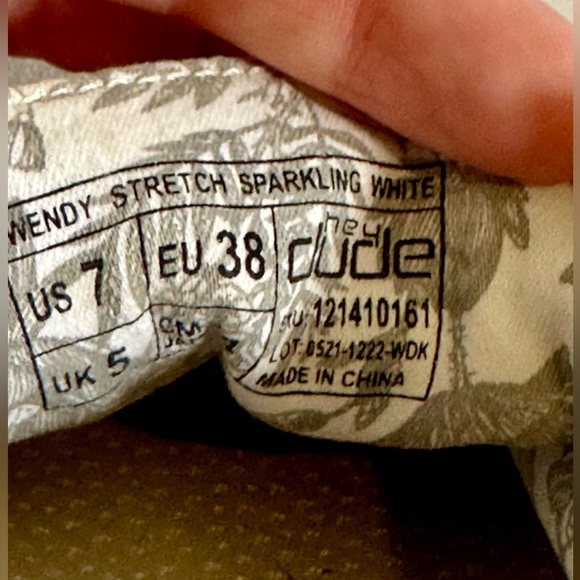 WENDY STRETCH SPARKLING WHITE
US 7
EU 38
hey
dude
UK 5
CM
121410161
LOT: 0521-1222-WDK
MADE IN CHINA